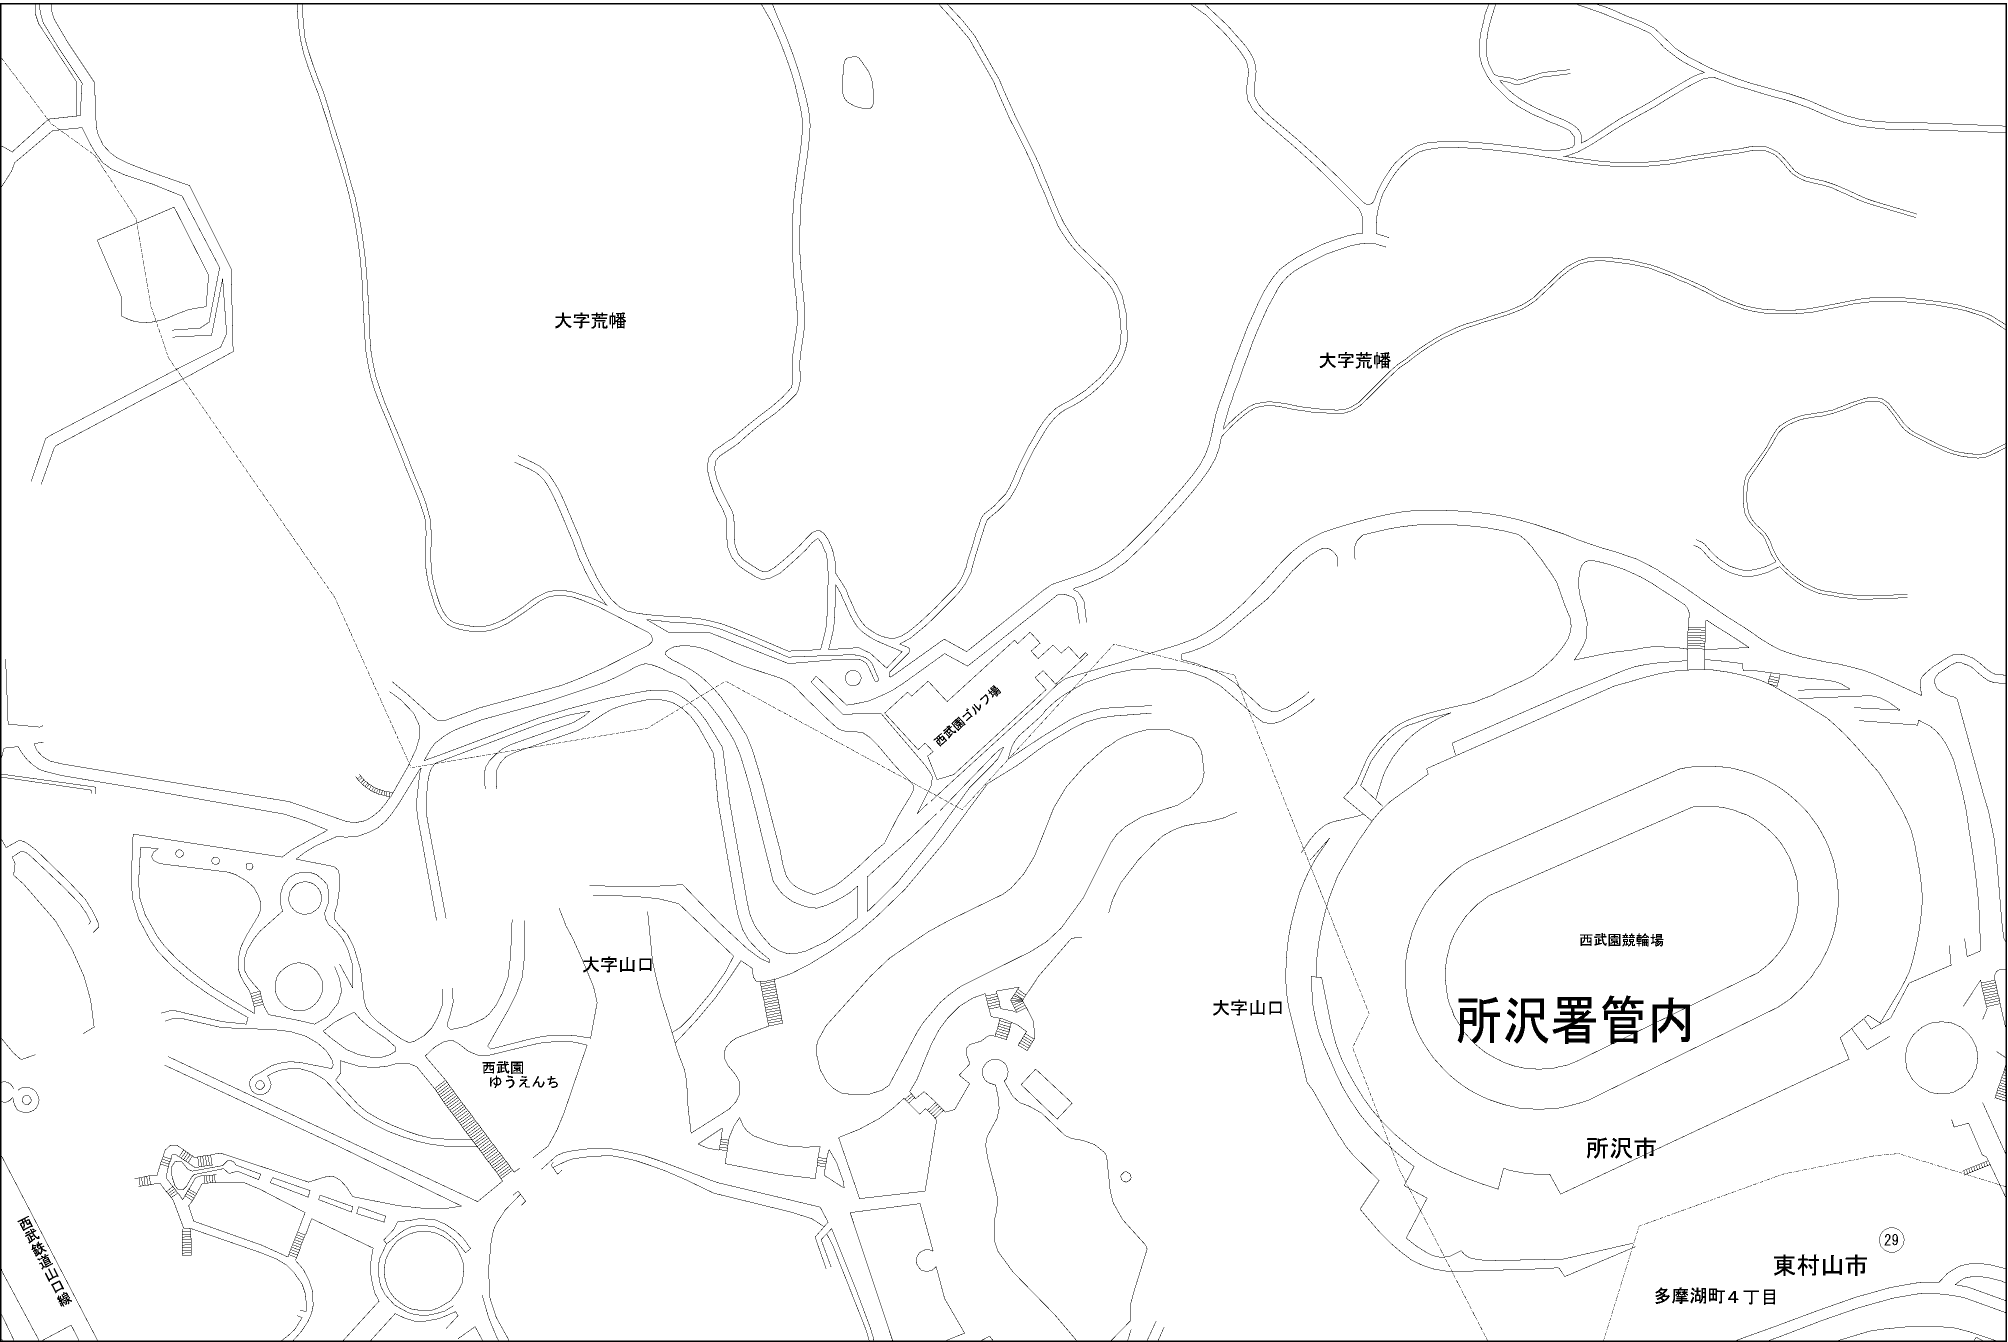 大字荒幡
大字荒幡
西武園ゴルフ場
西武園競輪場
大字山口
大字山口
所沢署管内
西武園
ゆうえんち
所沢市
西武鉄道山口線
29
東村山市
多摩湖町4丁目